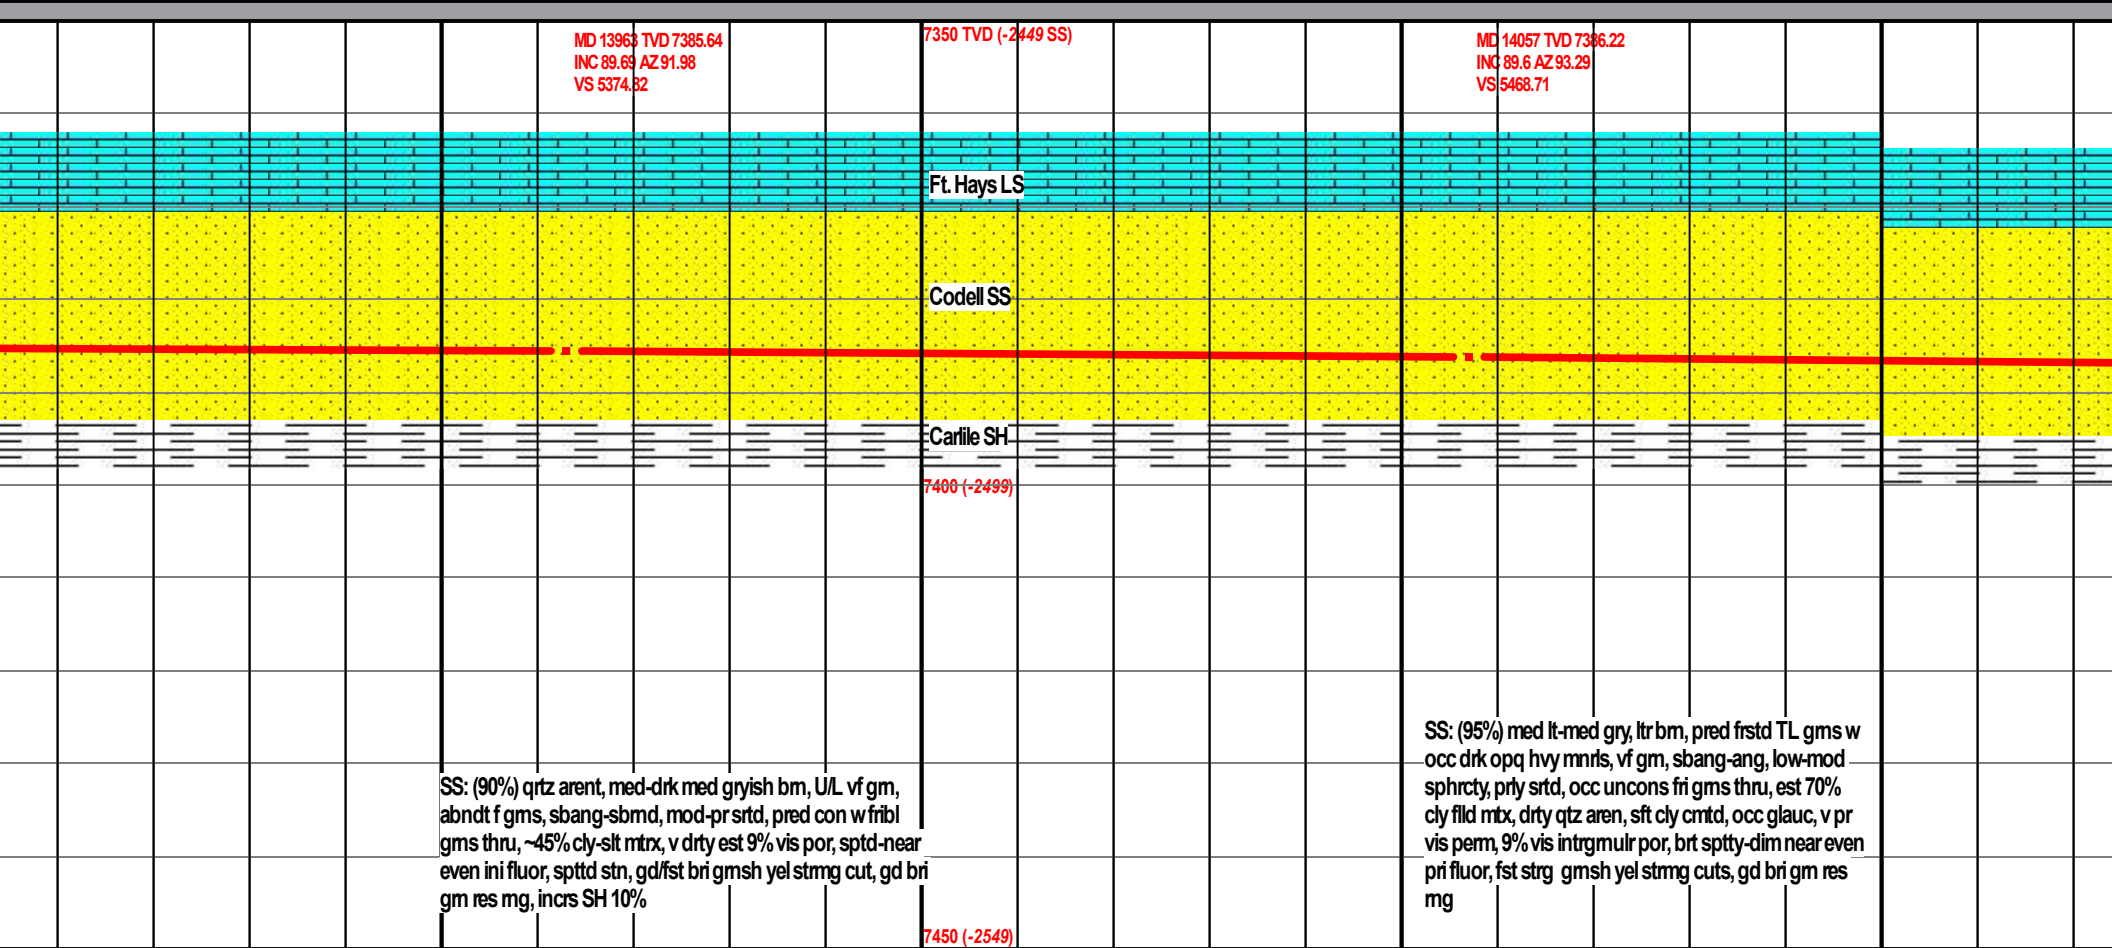 MD 13963 TVD 7385.64
INC 89.69 AZ 91.98
VS 5374.82
7350 TVD (-2449 SS)
MD 14057 TVD 7386.22
INC 89.6 AZ 93.29
VS 5468.71
Ft. Hays LS
Codell SS
Carlile SH
7400 (-2499)
SS: (90%) qrtz arent, med-drk med gryish brn, U/L vf grn,
abndt f grns, sbang-sbrnd, mod-pr srtd, pred con w fribl
grns thru, ~45% cly-slt mtrx, v drty est 9% vis por, sptd-near
even ini fluor, spttd stn, gd/fst bri grnsh yel strmg cut, gd bri
grn res rng, incrs SH 10%
SS: (95%) med lt-med gry, ltr brn, pred frstd TL grns w
occ drk opq hvy mnrls, vf grn, sbang-ang, low-mod
sphrcty, prly srtd, occ uncons fri grns thru, est 70%
cly flld mtx, drty qtz aren, sft cly cmtd, occ glauc, v pr
vis perm, 9% vis intrgrnulr por, brt sptty-dim near even
pri fluor, fst strg grnsh yel strmg cuts, gd bri grn res
rng
7450 (-2549)